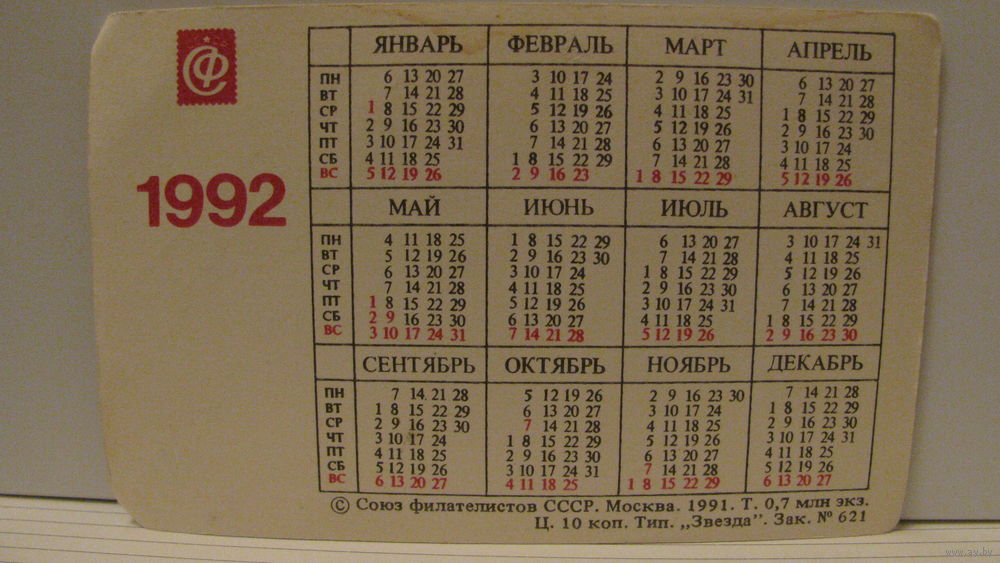 СФ
1992
ЯНВАРЬ ФЕВРАЛЬ МАРТ АПРЕЛЬ
ПН 6 13 20 27 3 10 17 24 2 9 16 23 30 6 13 20 27
ВТ 7 14 21 28 4 11 18 25 3 10 17 24 31 7 14 21 28
СР 1 8 15 22 29 5 12 19 26 4 11 18 25 1 8 15 22 29
ЧТ 2 9 16 23 30 6 13 20 27 5 12 19 26 2 9 16 23 30
ПТ 3 10 17 24 31 7 14 21 28 6 13 20 27 3 10 17 24
СБ 4 11 18 25 1 8 15 22 29 7 14 21 28 4 11 18 25
ВС 5 12 19 26 2 9 16 23 1 8 15 22 29 5 12 19 26
МАЙ ИЮНЬ ИЮЛЬ АВГУСТ
ПН 4 11 18 25 1 8 15 22 29 6 13 20 27 3 10 17 24 31
ВТ 5 12 19 26 2 9 16 23 30 7 14 21 28 4 11 18 25
СР 6 13 20 27 3 10 17 24 1 8 15 22 29 5 12 19 26
ЧТ 7 14 21 28 4 11 18 25 2 9 16 23 30 6 13 20 27
ПТ 1 8 15 22 29 5 12 19 26 3 10 17 24 31 7 14 21 28
СБ 2 9 16 23 30 6 13 20 27 4 11 18 25 1 8 15 22 29
ВС 3 10 17 24 31 7 14 21 28 5 12 19 26 2 9 16 23 30
СЕНТЯБРЬ ОКТЯБРЬ НОЯБРЬ ДЕКАБРЬ
ПН 7 14 21 28 5 12 19 26 2 9 16 23 30 7 14 21 28
ВТ 1 8 15 22 29 6 13 20 27 3 10 17 24 1 8 15 22 29
СР 2 9 16 23 30 7 14 21 28 4 11 18 25 2 9 16 23 30
ЧТ 3 10 17 24 1 8 15 22 29 5 12 19 26 3 10 17 24 31
ПТ 4 11 18 25 2 9 16 23 30 6 13 20 27 4 11 18 25
СБ 5 12 19 26 3 10 17 24 31 7 14 21 28 5 12 19 26
ВС 6 13 20 27 4 11 18 25 1 8 15 22 29 6 13 20 27
© Союз филателистов СССР. Москва. 1991. Т. 0,7 млн экз.
Ц. 10 коп. Тип. „Звезда". Зак. № 621
www.av.by